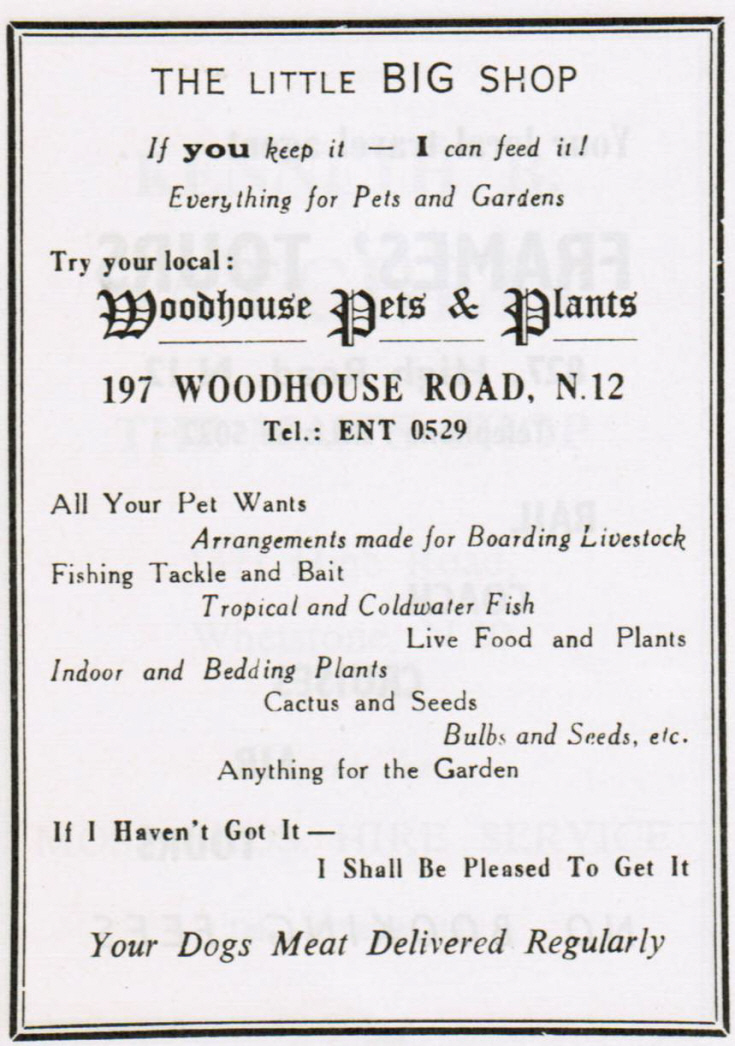 THE LITTLE BIG SHOP
If you keep it — I can feed it!
Everything for Pets and Gardens
Try your local:
Woodhouse Pets & Plants
197 WOODHOUSE ROAD, N.12
Tel.: ENT 0529
All Your Pet Wants
Arrangements made for Boarding Livestock
Fishing Tackle and Bait
Tropical and Coldwater Fish
Live Food and Plants
Indoor and Bedding Plants
Cactus and Seeds
Bulbs and Seeds, etc.
Anything for the Garden
If I Haven't Got It —
I Shall Be Pleased To Get It
Your Dogs Meat Delivered Regularly